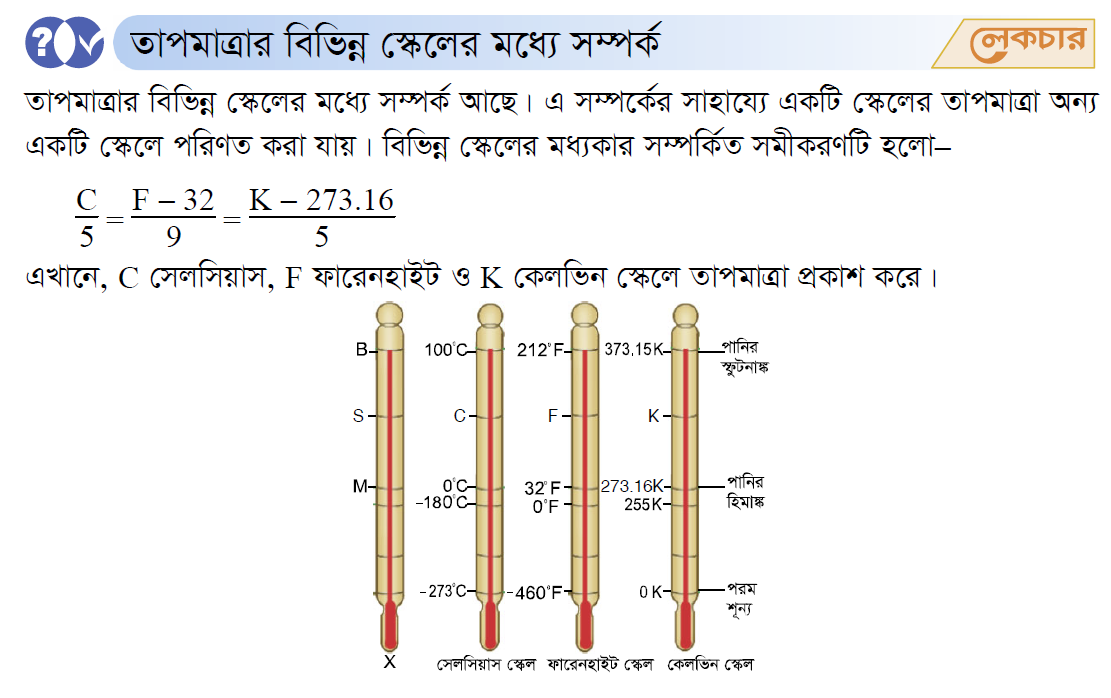 ?
তাপমাত্রার বিভিন্ন স্কেলের মধ্যে সম্পর্ক
লেকচার
তাপমাত্রার বিভিন্ন স্কেলের মধ্যে সম্পর্ক আছে। এ সম্পর্কের সাহায্যে একটি স্কেলের তাপমাত্রা অন্য
একটি স্কেলে পরিণত করা যায়। বিভিন্ন স্কেলের মধ্যকার সম্পর্কিত সমীকরণটি হলো–
C/5 = F – 32/9 = K – 273.16/5
এখানে, C সেলসিয়াস, F ফারেনহাইট ও K কেলভিন স্কেলে তাপমাত্রা প্রকাশ করে।
B 100°C 212°F 373,15K পানির
স্ফুটনাঙ্ক
S C F K
M 0°C 32°F 273.16K পানির
-180°C 0°F 255K হিমাঙ্ক
-273°C -460°F 0 K পরম
শূন্য
X সেলসিয়াস স্কেল ফারেনহাইট স্কেল কেলভিন স্কেল